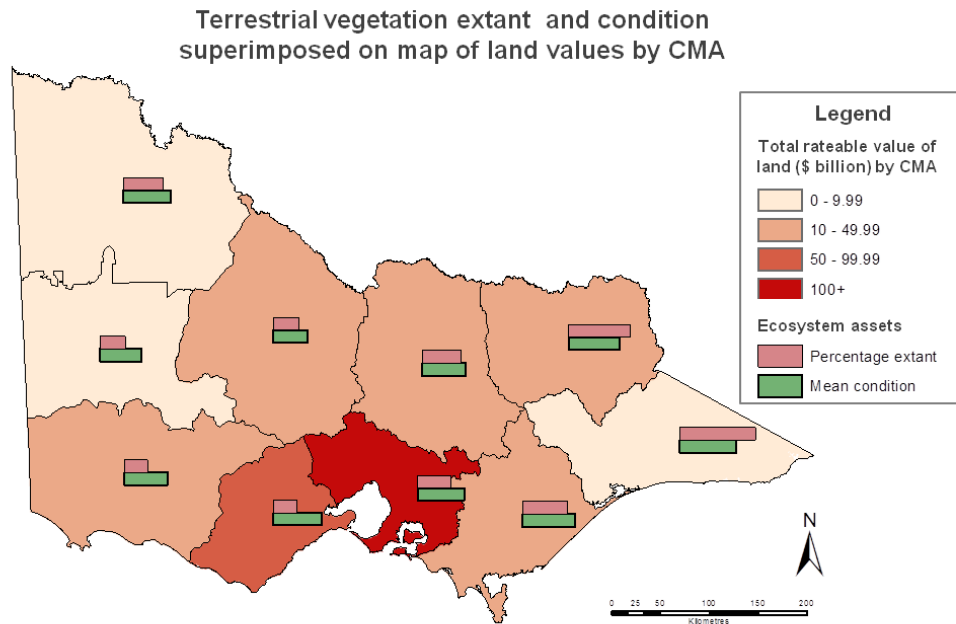 Terrestrial vegetation extant and condition
superimposed on map of land values by CMA
Legend
Total rateable value of
land ($ billion) by CMA
0 - 9.99
10 - 49.99
50 - 99.99
100+
Ecosystem assets
Percentage extant
Mean condition
N
0 25 50 100 150 200
Kilometres